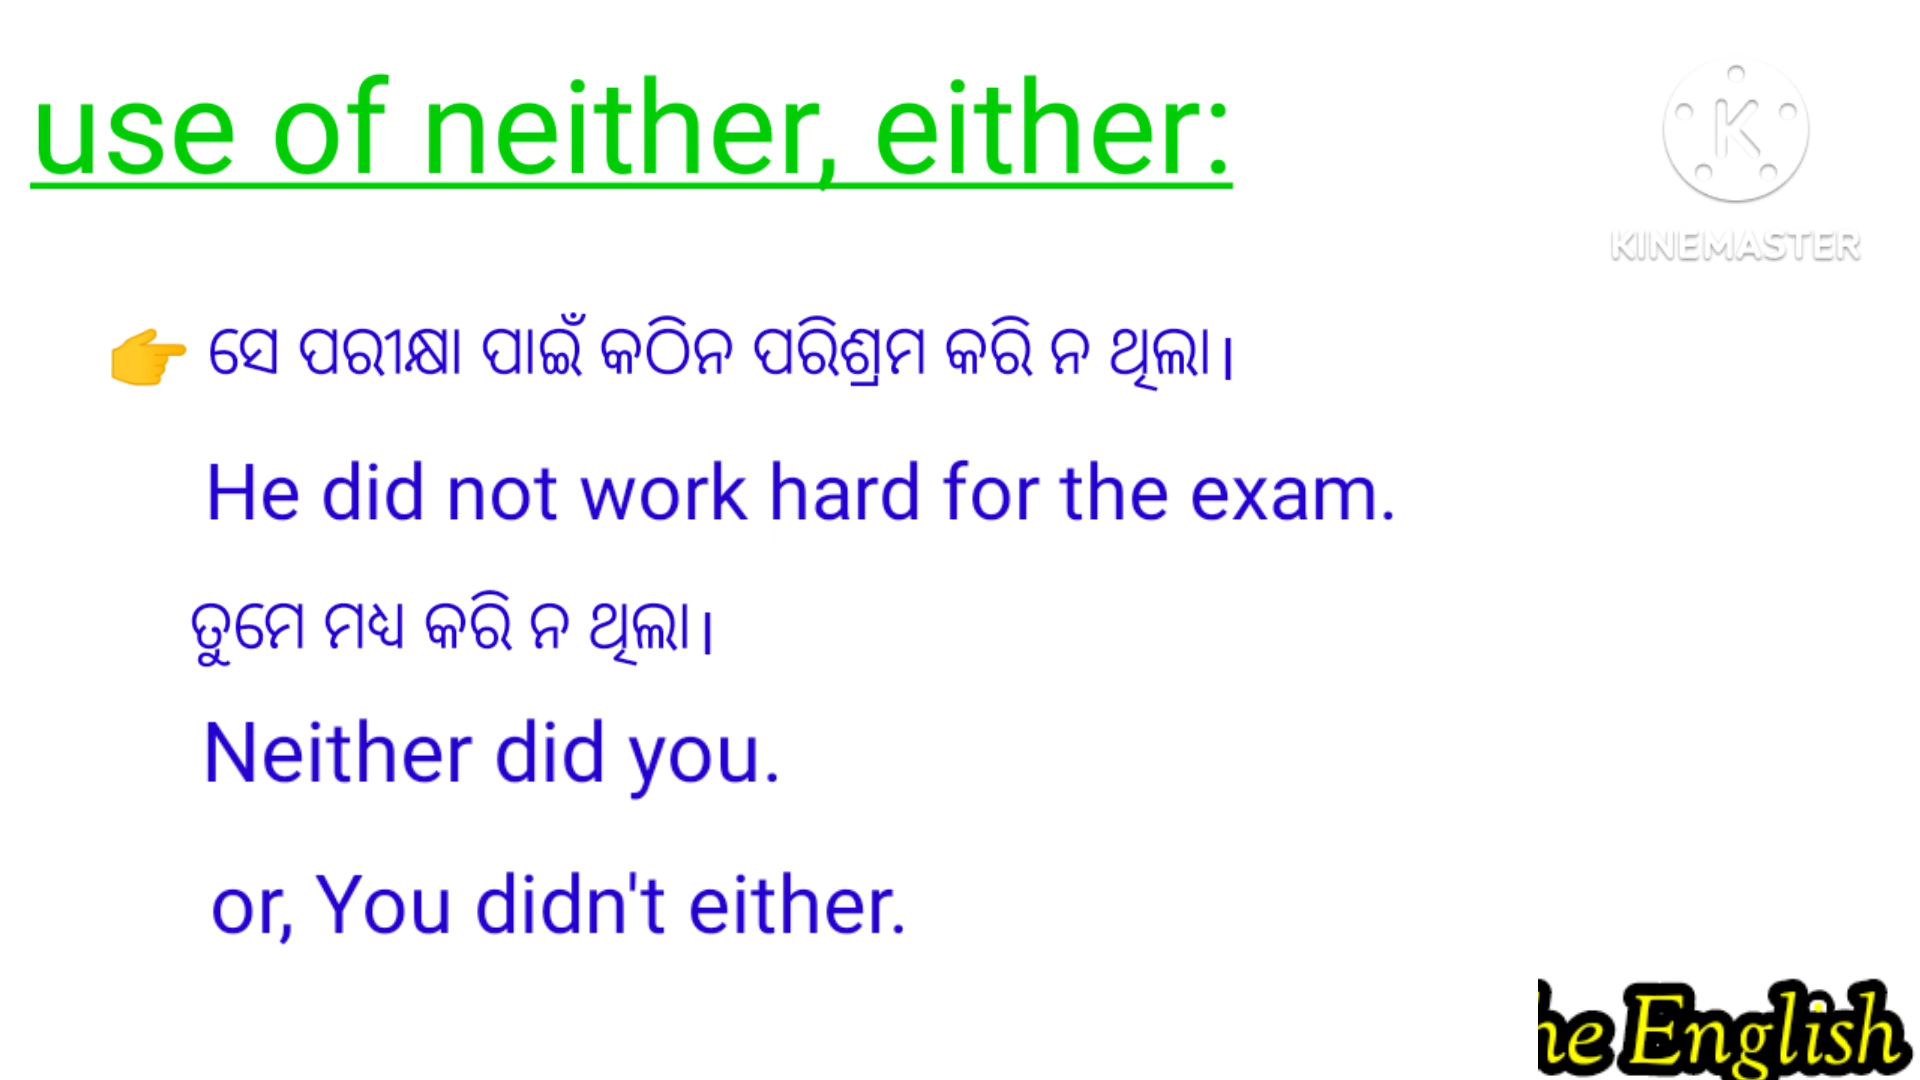 use of neither, either:
KINEMASTER
👉 ସେ ପରୀକ୍ଷା ପାଇଁ କଠିନ ପରିଶ୍ରମ କରି ନ ଥିଲା।
He did not work hard for the exam.
ତୁମେ ମଧ୍ୟ କରି ନ ଥିଲା।
Neither did you.
or, You didn't either.
he English